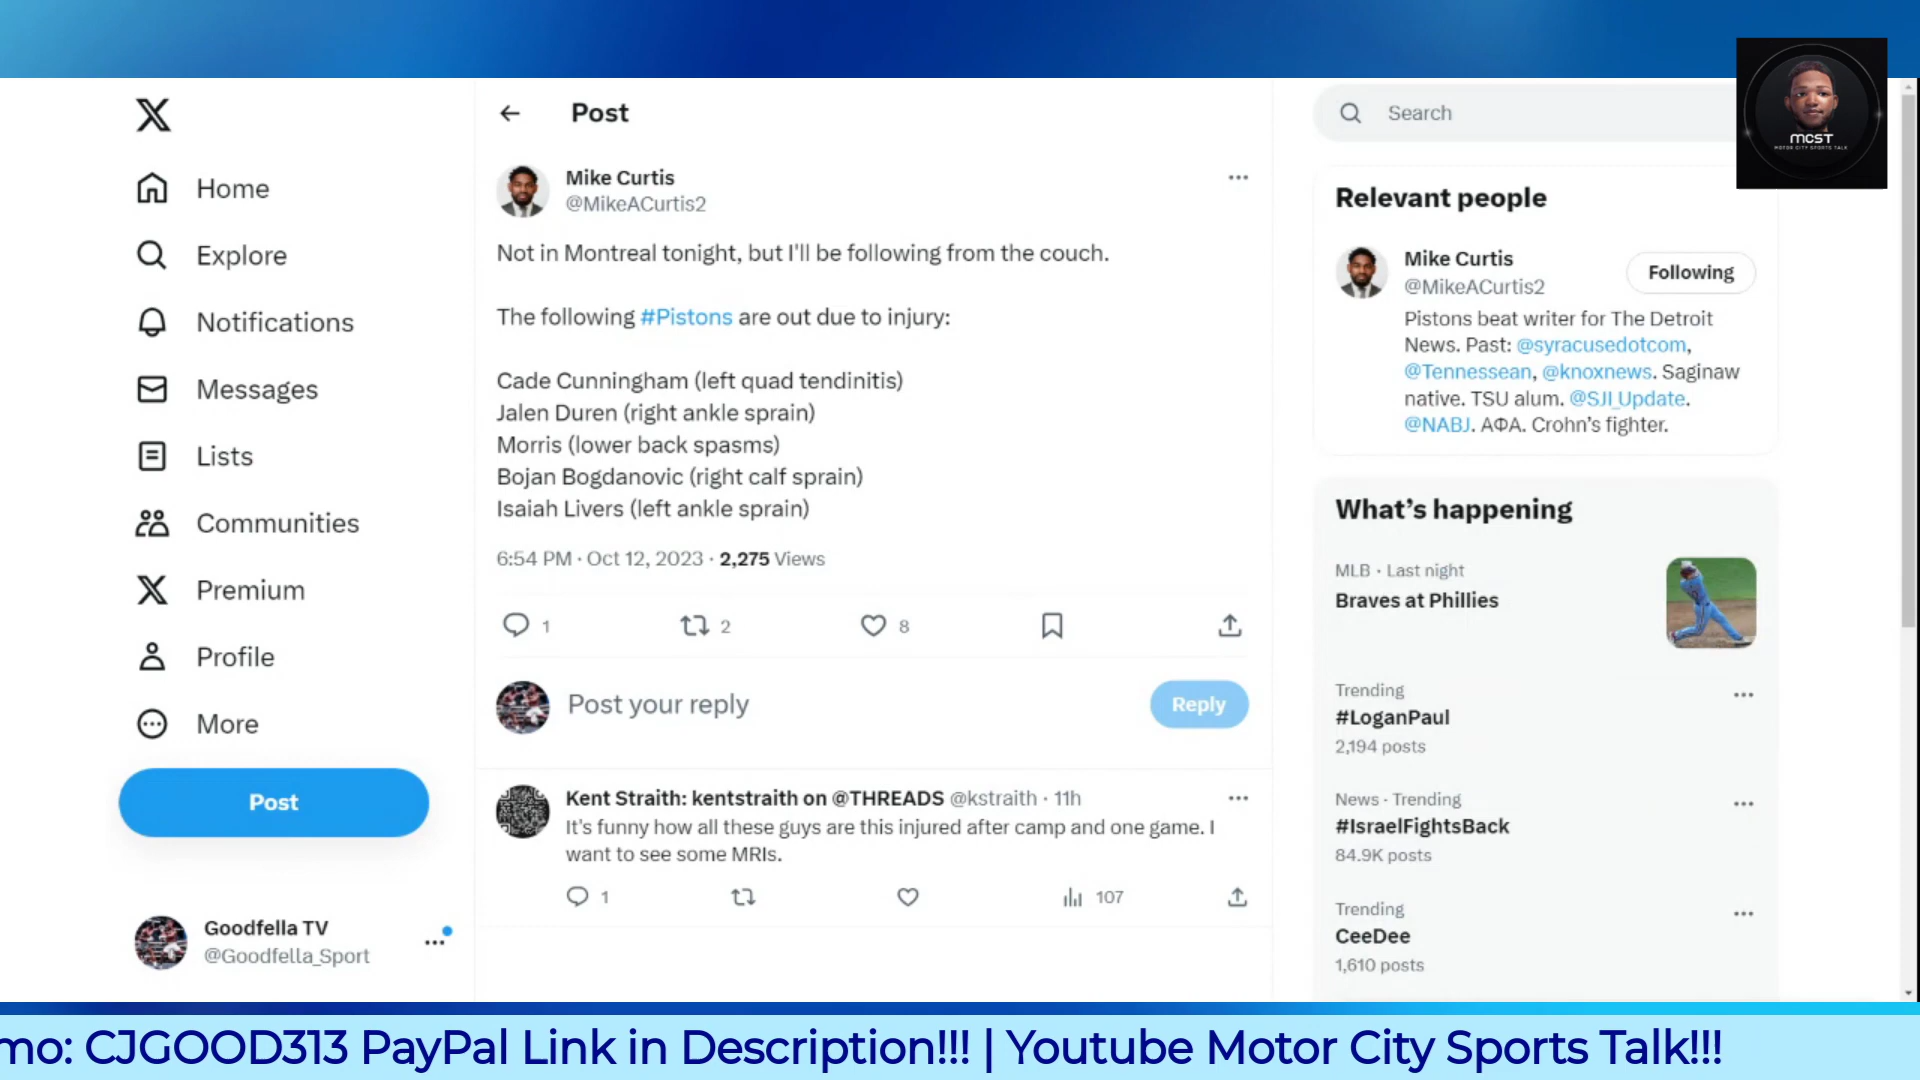 Post
Search
MCST
MOTOR CITY SPORTS TALK
Home
Explore
Notifications
Messages
Lists
Communities
Premium
Profile
More
Post
Goodfella TV
@Goodfella_Sport
Mike Curtis
@MikeACurtis2
Not in Montreal tonight, but I'll be following from the couch.
The following #Pistons are out due to injury:
Cade Cunningham (left quad tendinitis)
Jalen Duren (right ankle sprain)
Morris (lower back spasms)
Bojan Bogdanovic (right calf sprain)
Isaiah Livers (left ankle sprain)
6:54 PM · Oct 12, 2023 · 2,275 Views
1 2 8
Post your reply
Reply
Kent Straith: kentstraith on @THREADS @kstraith · 11h
It's funny how all these guys are this injured after camp and one game. I
want to see some MRIs.
1 107
Relevant people
Mike Curtis
@MikeACurtis2
Following
Pistons beat writer for The Detroit
News. Past: @syracusedotcom,
@Tennessean, @knoxnews. Saginaw
native. TSU alum. @SJI_Update.
@NABJ. ΑΦΑ. Crohn’s fighter.
What’s happening
MLB · Last night
Braves at Phillies
Trending
#LoganPaul
2,194 posts
News · Trending
#IsraelFightsBack
84.9K posts
Trending
CeeDee
1,610 posts
mo: CJGOOD313 PayPal Link in Description!!! | Youtube Motor City Sports Talk!!!